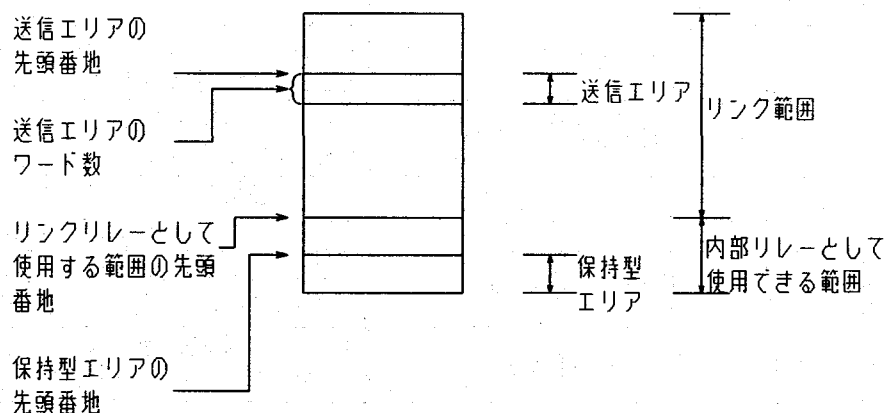 送信エリアの
先頭番地
送信エリアの
ワード数
リンクリレーとして
使用する範囲の先頭
番地
保持型エリアの
先頭番地
送信エリア
保持型
エリア
リンク範囲
内部リレーとして
使用できる範囲